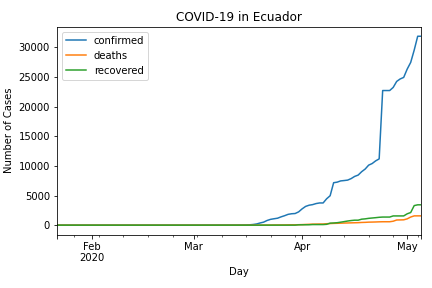 COVID-19 in Ecuador
confirmed
deaths
recovered
30000
25000
20000
15000
10000
5000
0
Number of Cases
Feb
2020
Mar
Apr
May
Day